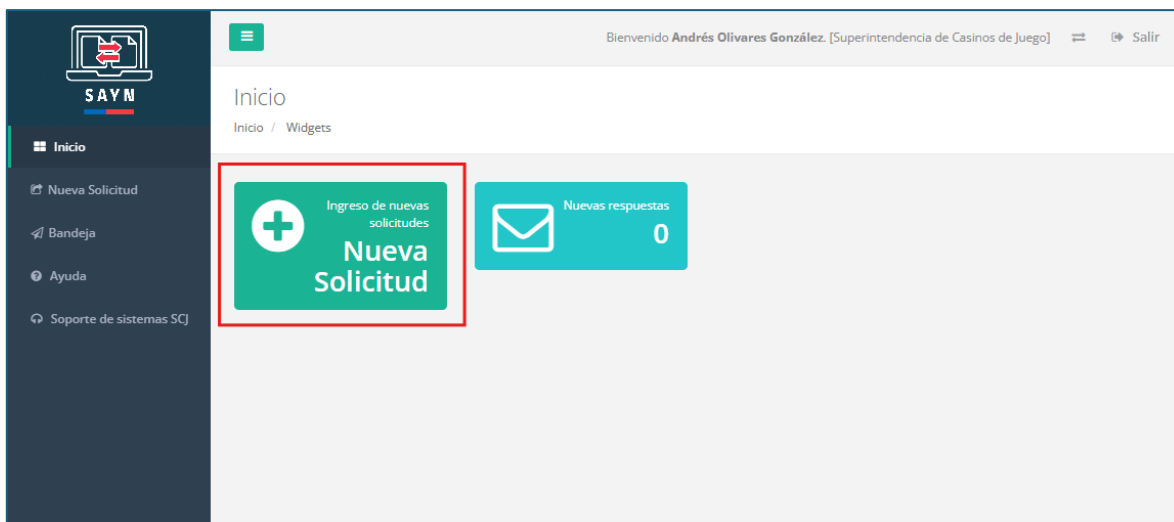 SAYN
Inicio
Nueva Solicitud
Bandeja
Ayuda
Soporte de sistemas SCJ
Bienvenido Andrés Olivares González. [Superintendencia de Casinos de Juego]
Salir
Inicio
Inicio / Widgets
Ingreso de nuevas
solicitudes
Nueva
Solicitud
Nuevas respuestas
0